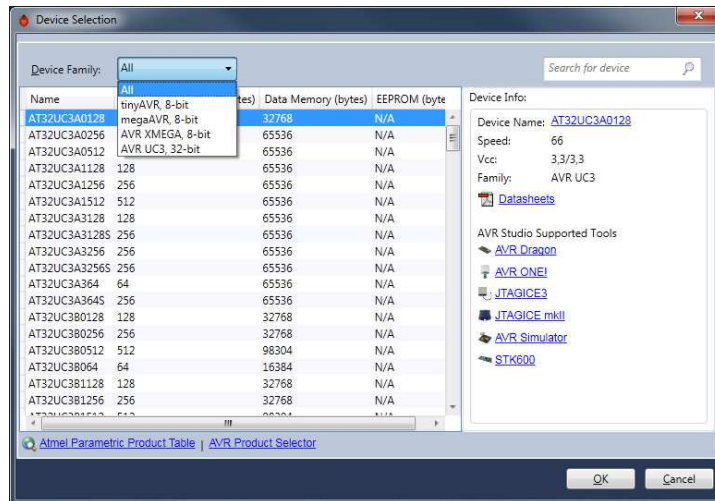 Device Selection
Device Family: All
Search for device
All
tinyAVR, 8-bit
megaAVR, 8-bit
AVR XMEGA, 8-bit
AVR UC3, 32-bit
Name tes) Data Memory (bytes) EEPROM (byte
AT32UC3A0128 32768 N/A
AT32UC3A0256 65536 N/A
AT32UC3A0512 65536 N/A
AT32UC3A1128 128 65536 N/A
AT32UC3A1256 256 65536 N/A
AT32UC3A1512 512 65536 N/A
AT32UC3A3128 128 65536 N/A
AT32UC3A3128S 256 65536 N/A
AT32UC3A3256 256 65536 N/A
AT32UC3A3256S 256 65536 N/A
AT32UC3A364 64 65536 N/A
AT32UC3A364S 256 65536 N/A
AT32UC3B0128 128 32768 N/A
AT32UC3B0256 256 32768 N/A
AT32UC3B0512 512 98304 N/A
AT32UC3B064 64 16384 N/A
AT32UC3B1128 128 32768 N/A
AT32UC3B1256 256 32768 N/A
Device Info:
Device Name: AT32UC3A0128
Speed: 66
Vcc: 3,3/3,3
Family: AVR UC3
Datasheets
AVR Studio Supported Tools
AVR Dragon
AVR ONE!
JTAGICE3
JTAGICE mkII
AVR Simulator
STK600
Atmel Parametric Product Table | AVR Product Selector
OK
Cancel